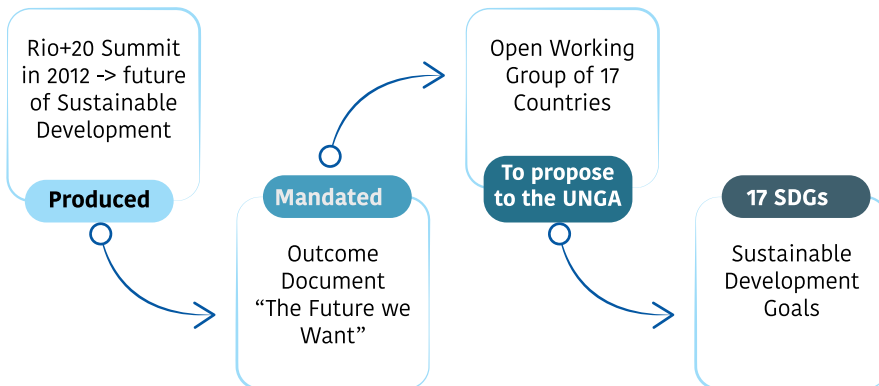 Rio+20 Summit
in 2012 -> future
of Sustainable
Development
Produced
Mandated
Outcome
Document
“The Future we
Want”
Open Working
Group of 17
Countries
To propose
to the UNGA
17 SDGs
Sustainable
Development
Goals